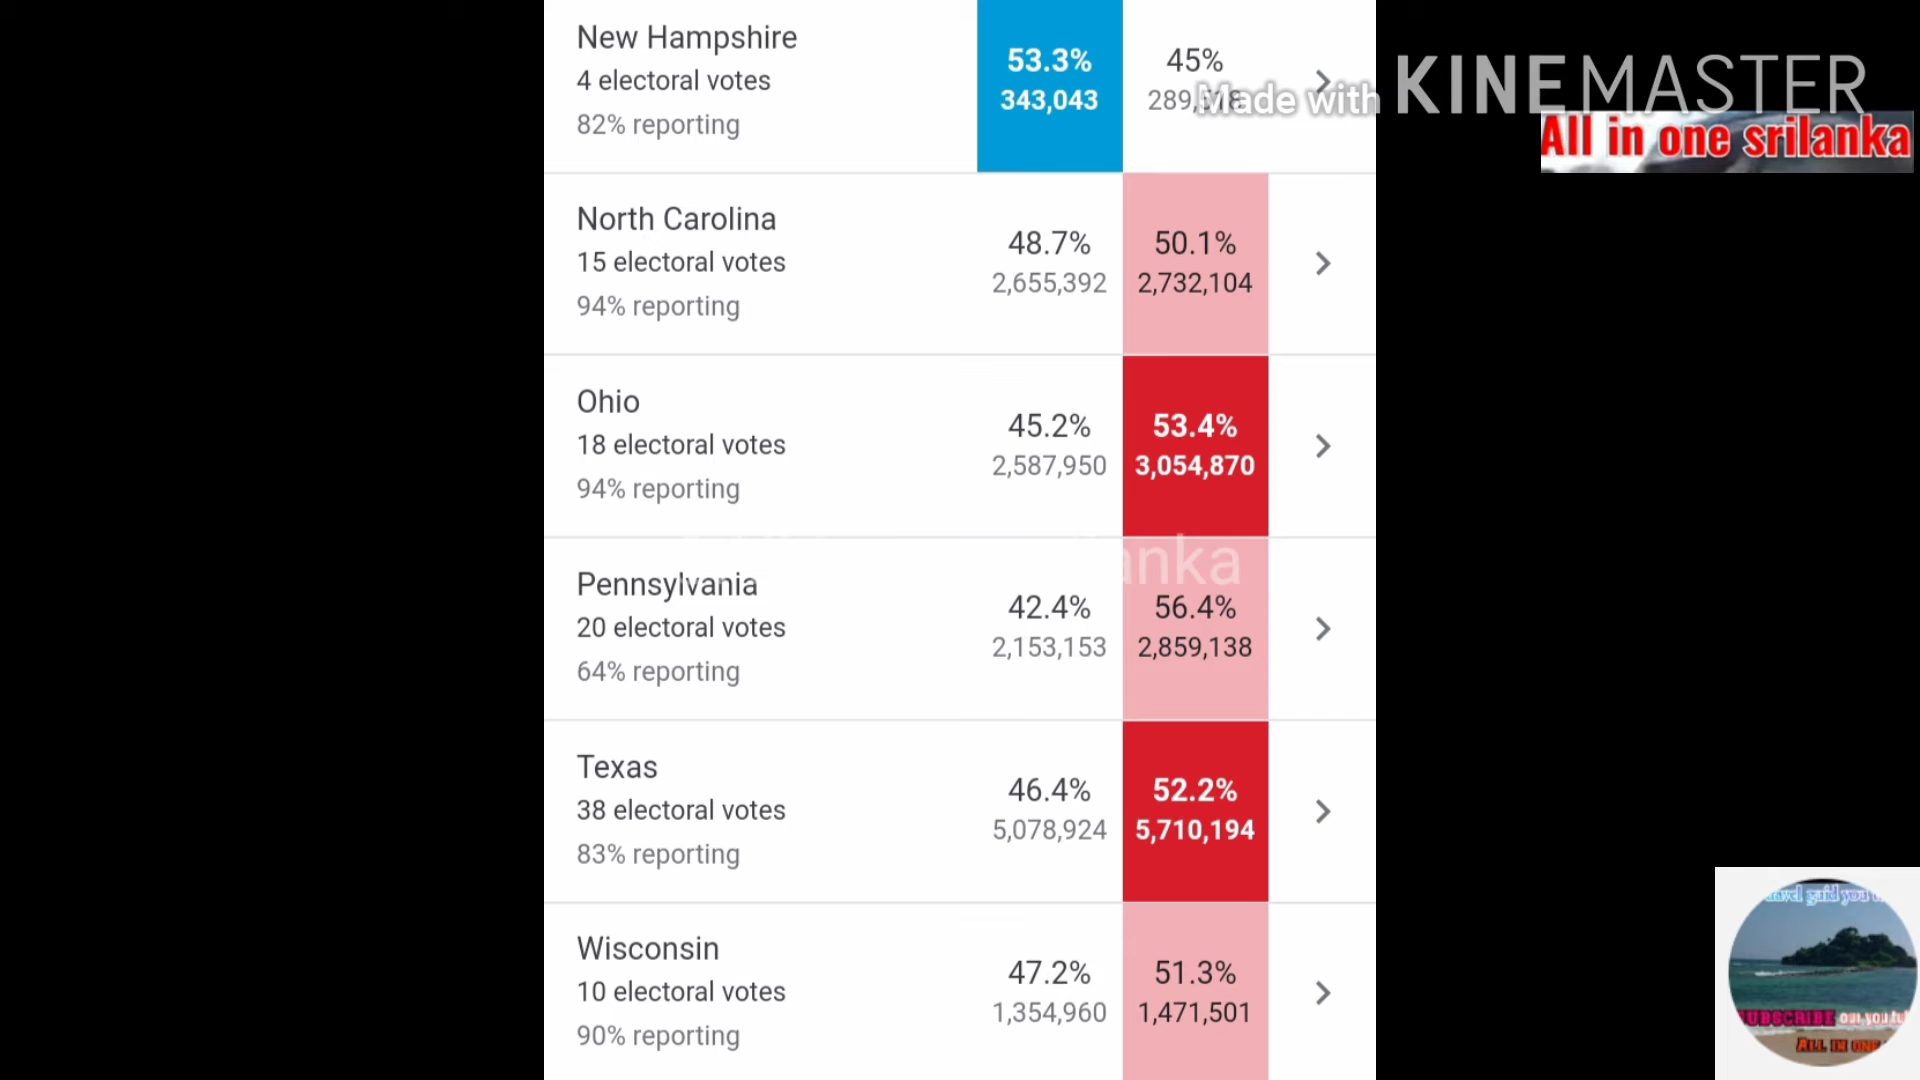 New Hampshire
4 electoral votes
82% reporting
53.3%
343,043
45%
Made with KINEMASTER
All in one srilanka
North Carolina
15 electoral votes
94% reporting
48.7%
2,655,392
50.1%
2,732,104
Ohio
18 electoral votes
94% reporting
45.2%
2,587,950
53.4%
3,054,870
Pennsylvania
20 electoral votes
64% reporting
42.4%
2,153,153
56.4%
2,859,138
Texas
38 electoral votes
83% reporting
46.4%
5,078,924
52.2%
5,710,194
Wisconsin
10 electoral votes
90% reporting
47.2%
1,354,960
51.3%
1,471,501
SUBSCRIBE our
ALL IN ONE